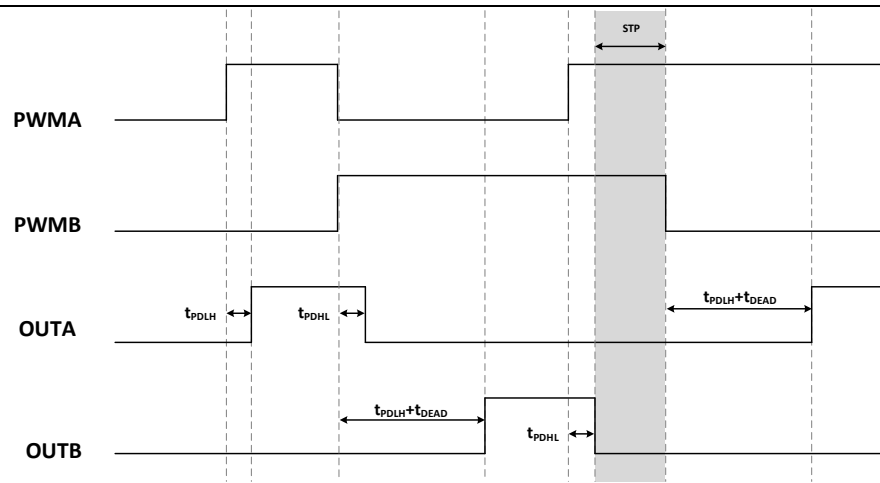 STP
PWMA
PWMB
tPDLH
tPDHL
tPDLH+tDEAD
OUTA
tPDLH+tDEAD
tPDHL
OUTB